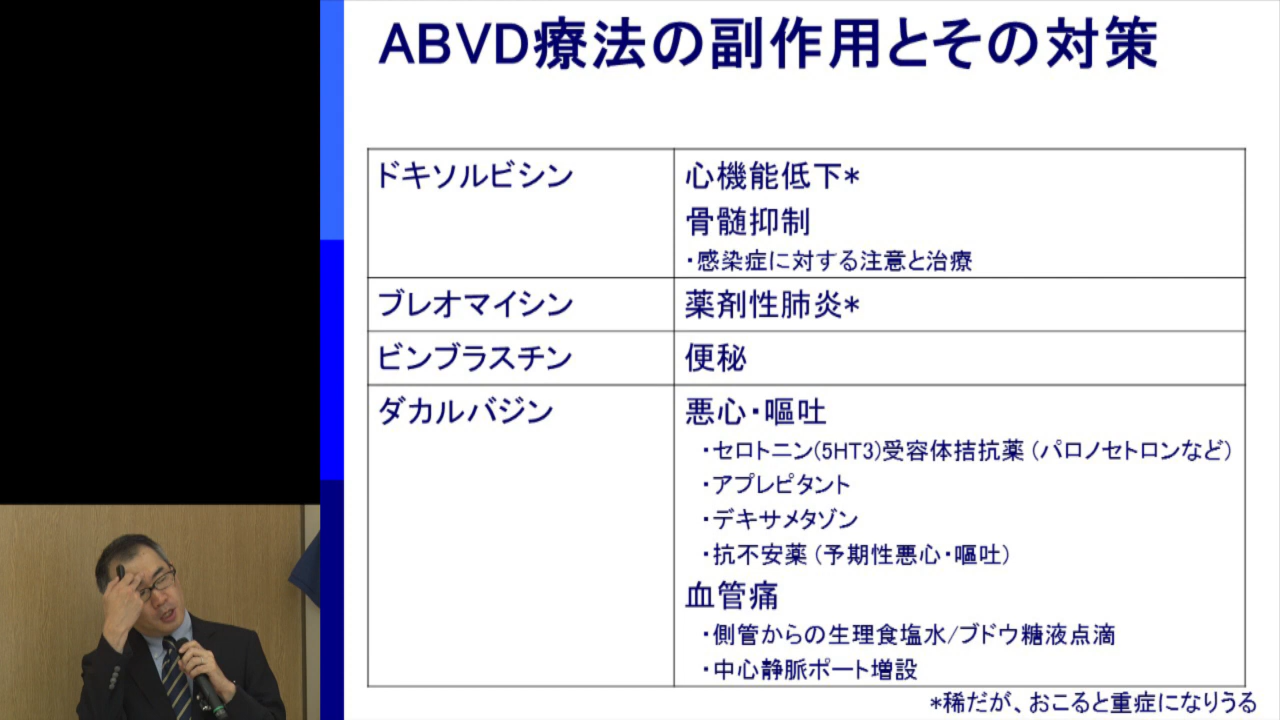 ABVD療法の副作用とその対策
ドキソルビシン
心機能低下*
骨髄抑制
・感染症に対する注意と治療
ブレオマイシン
薬剤性肺炎*
ビンブラスチン
便秘
ダカルバジン
悪心・嘔吐
・セロトニン(5HT3)受容体拮抗薬 (パロノセトロンなど)
・アプレピタント
・デキサメタゾン
・抗不安薬 (予期性悪心・嘔吐)
血管痛
・側管からの生理食塩水/ブドウ糖液点滴
・中心静脈ポート増設
*稀だが、おこると重症になりうる